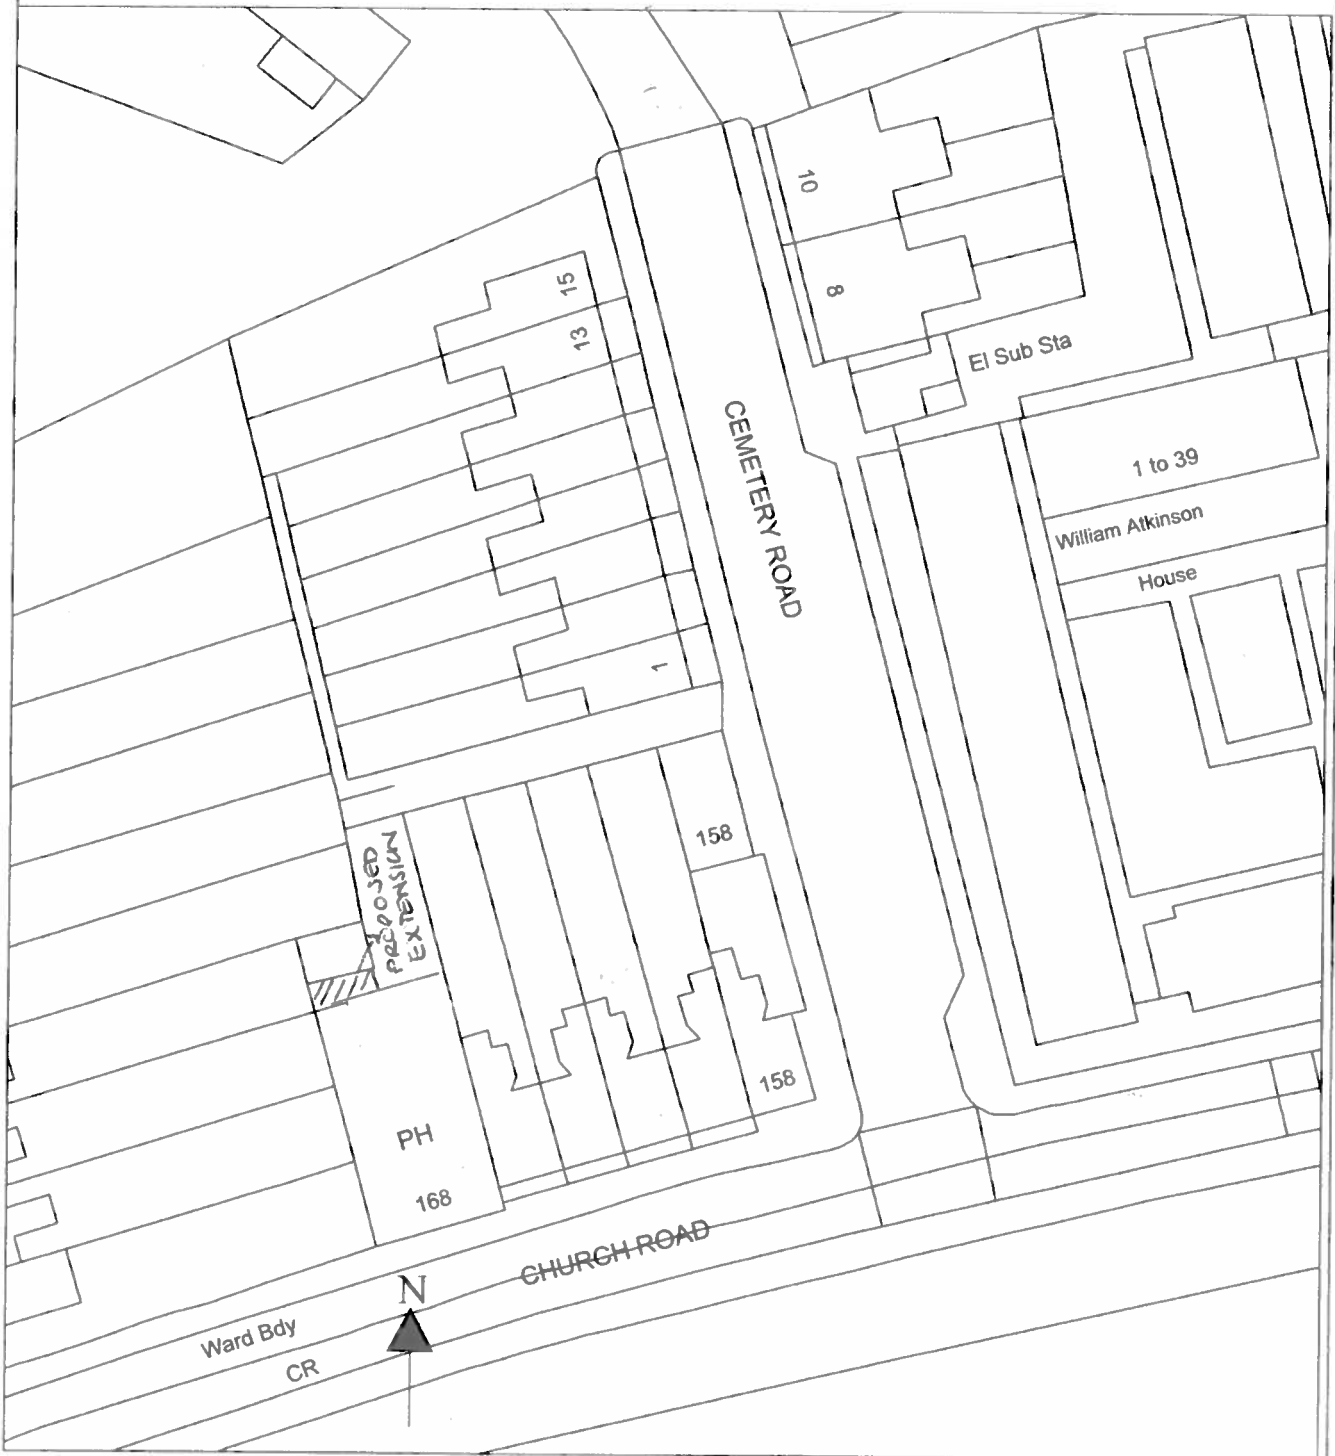 10
15
8
13
El Sub Sta
CEMETERY ROAD
1 to 39
William Atkinson
House
1
158
PROPOSED
EXTENSION
158
PH
168
CHURCH ROAD
N
Ward Bdy
CR